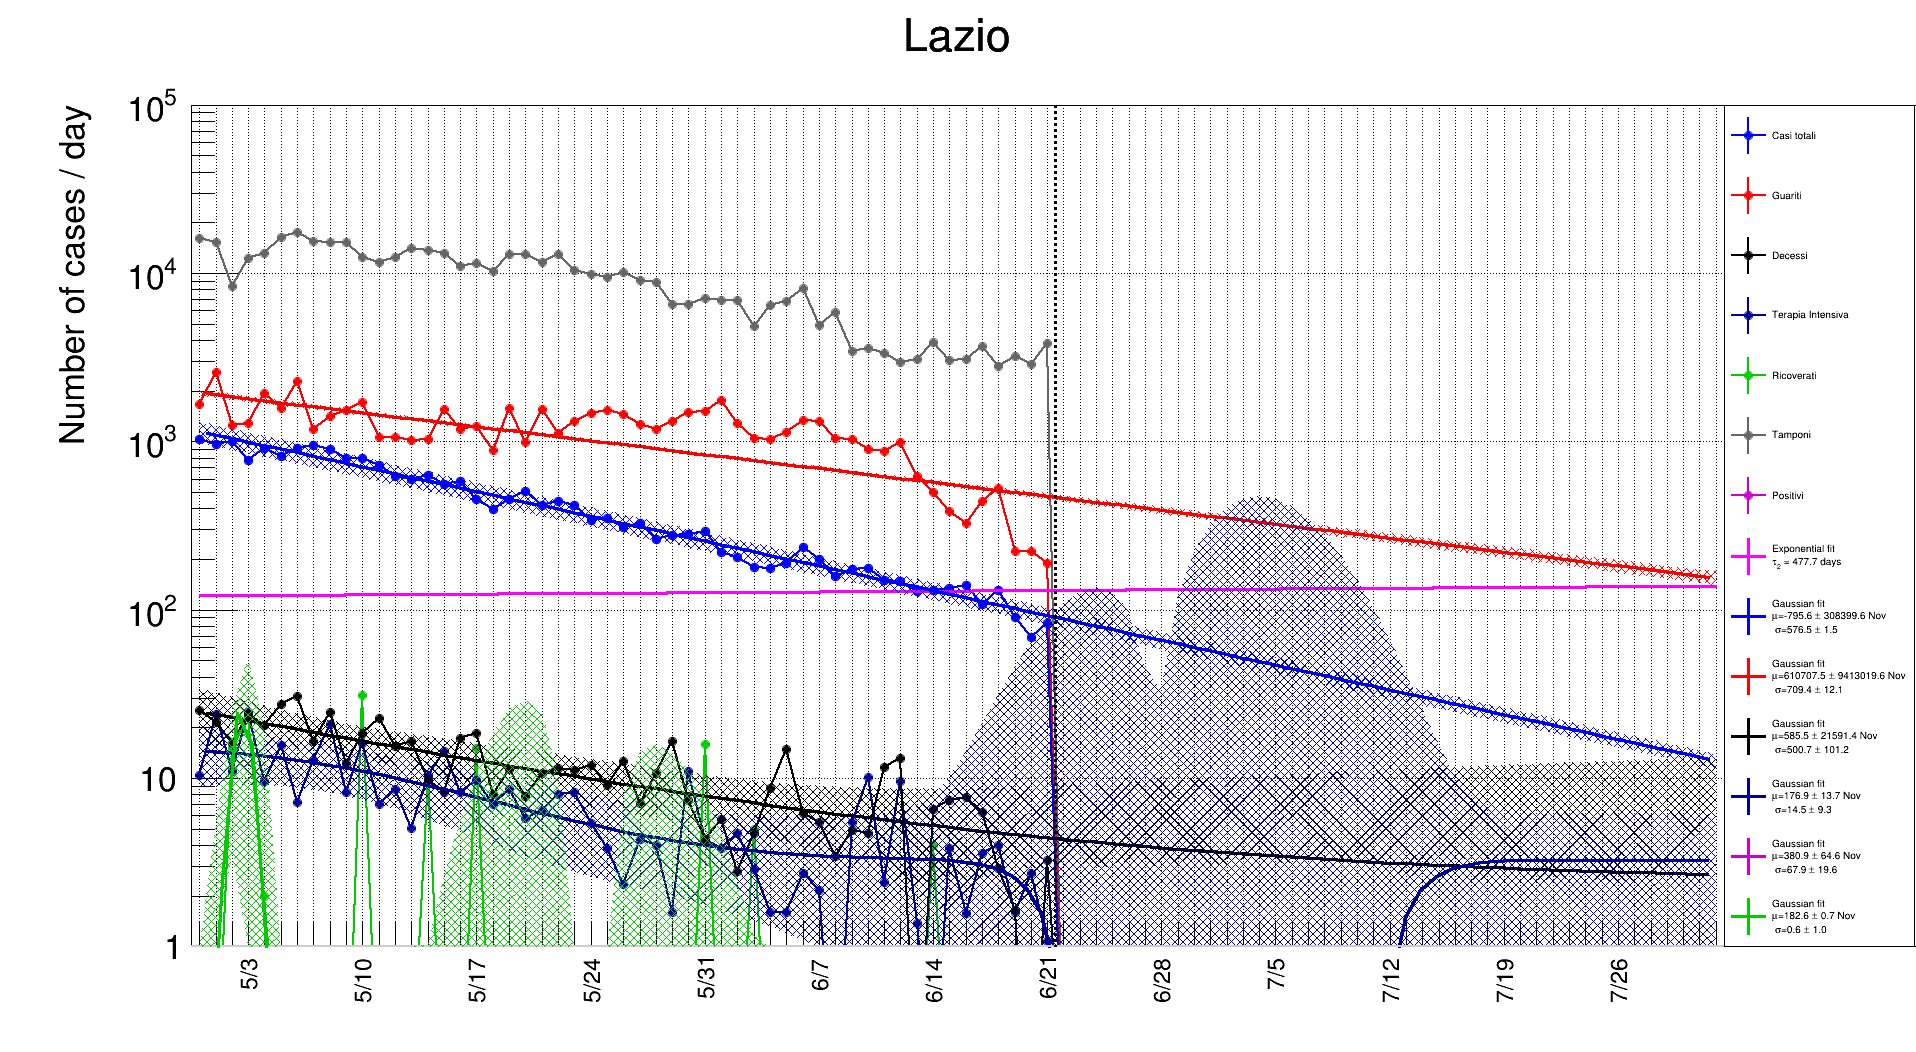 Lazio
Number of cases / day
10^5
10^4
10^3
10^2
10
1
5/3
5/10
5/17
5/24
5/31
6/7
6/14
6/21
6/28
7/5
7/12
7/19
7/26
Casi totali
Guariti
Decessi
Terapia Intensiva
Ricoverati
Tamponi
Positivi
Exponential fit
τ₂ = 477.7 days
Gaussian fit
μ=-795.6 ± 308399.6 Nov
σ=576.5 ± 1.5
Gaussian fit
μ=610707.5 ± 9413019.6 Nov
σ=709.4 ± 12.1
Gaussian fit
μ=585.5 ± 21591.4 Nov
σ=500.7 ± 101.2
Gaussian fit
μ=176.9 ± 13.7 Nov
σ=14.5 ± 9.3
Gaussian fit
μ=380.9 ± 64.6 Nov
σ=67.9 ± 19.6
Gaussian fit
μ=182.6 ± 0.7 Nov
σ=0.6 ± 1.0